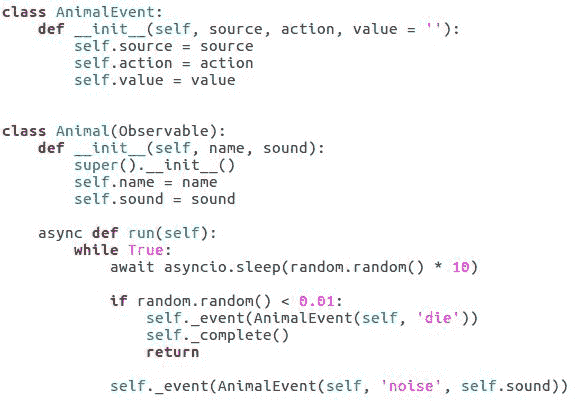 class AnimalEvent:
    def __init__(self, source, action, value = ''):
        self.source = source
        self.action = action
        self.value = value
class Animal(Observable):
    def __init__(self, name, sound):
        super().__init__()
        self.name = name
        self.sound = sound
    async def run(self):
        while True:
            await asyncio.sleep(random.random() * 10)
            if random.random() < 0.01:
                self._event(AnimalEvent(self, 'die'))
                self._complete()
                return
            self._event(AnimalEvent(self, 'noise', self.sound))